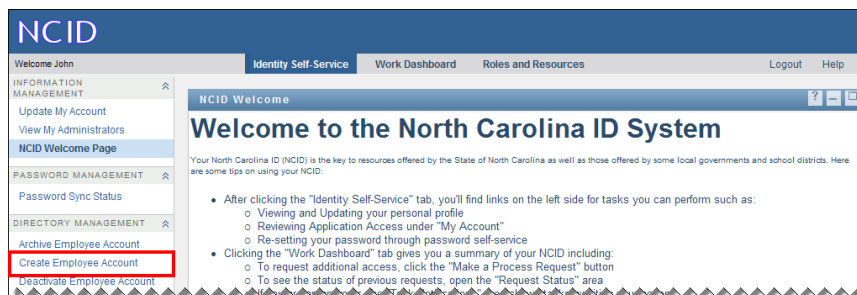 NCID
Welcome John
Identity Self-Service
Work Dashboard
Roles and Resources
Logout
Help
INFORMATION
MANAGEMENT
Update My Account
View My Administrators
NCID Welcome Page
PASSWORD MANAGEMENT
Password Sync Status
DIRECTORY MANAGEMENT
Archive Employee Account
Create Employee Account
Deactivate Employee Account
NCID Welcome
?
Welcome to the North Carolina ID System
Your North Carolina ID (NCID) is the key to resources offered by the State of North Carolina as well as those offered by some local governments and school districts. Here
are some tips on using your NCID:
After clicking the "Identity Self-Service" tab, you'll find links on the left side for tasks you can perform such as:
Viewing and Updating your personal profile
Reviewing Application Access under "My Account"
Re-setting your password through password self-service
Clicking the "Work Dashboard" tab gives you a summary of your NCID including:
To request additional access, click the "Make a Process Request" button
To see the status of previous requests, open the "Request Status" area